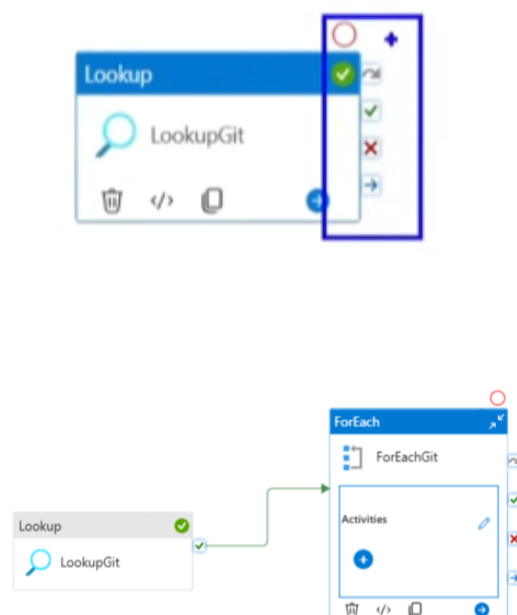 Lookup
LookupGit
</>
ForEach
ForEachGit
Activities
Lookup
LookupGit
</>